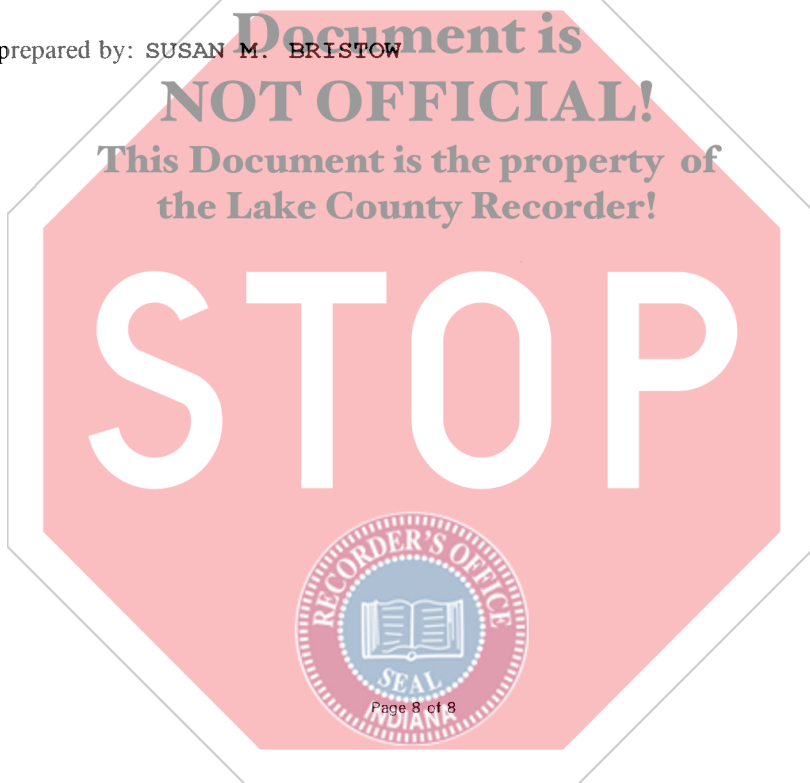 Document is
prepared by: SUSAN M. BRISTOW
NOT OFFICIAL!
This Document is the property of
the Lake County Recorder!
STOP
RECORDER'S OFFICE
SEAL
Page 8 of 8
INDIANA